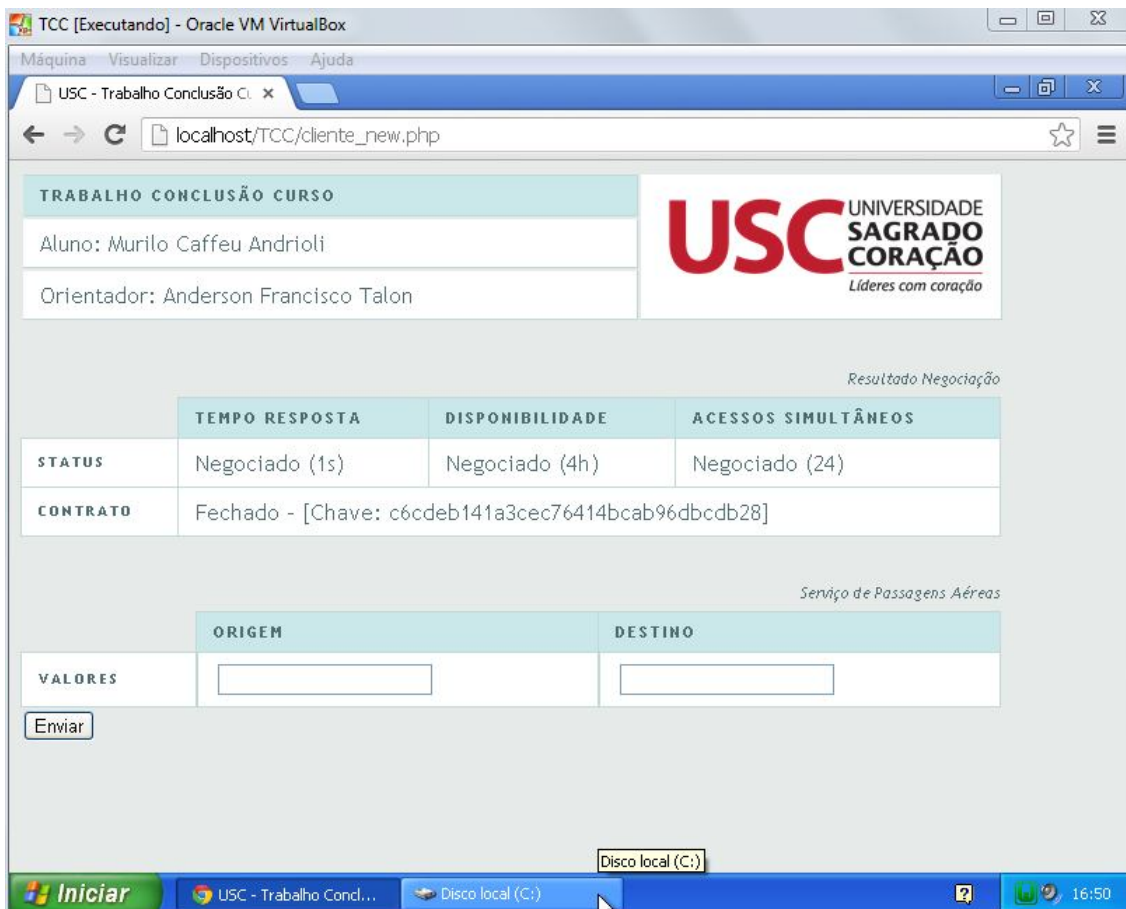 TCC [Executando] - Oracle VM VirtualBox
Máquina Visualizar Dispositivos Ajuda
USC - Trabalho Conclusão Cu
localhost/TCC/cliente_new.php
TRABALHO CONCLUSÃO CURSO
Aluno: Murilo Caffeu Andrioli
Orientador: Anderson Francisco Talon
USC UNIVERSIDADE
SAGRADO
CORAÇÃO
Líderes com coração
Resultado Negociação
TEMPO RESPOSTA DISPONIBILIDADE ACESSOS SIMULTÂNEOS
STATUS Negociado (1s) Negociado (4h) Negociado (24)
CONTRATO Fechado - [Chave: c6cdeb141a3cec76414bcab96dbcdb28]
Serviço de Passagens Aéreas
ORIGEM DESTINO
VALORES
Enviar
Disco local (C:)
Iniciar USC - Trabalho Concl... Disco local (C:) 16:50